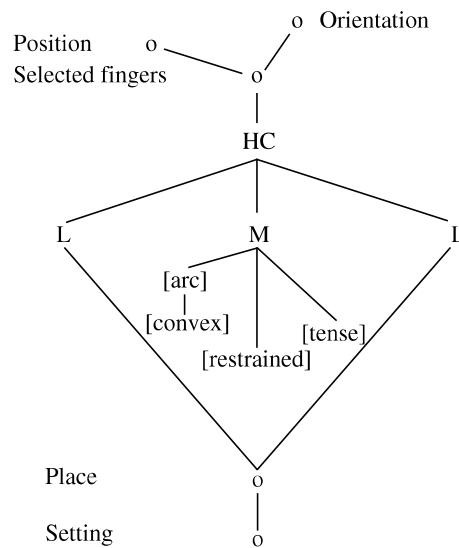 o Orientation
Position o
Selected fingers o
HC
L M L
[arc]
[convex]
[tense]
[restrained]
Place o
Setting o